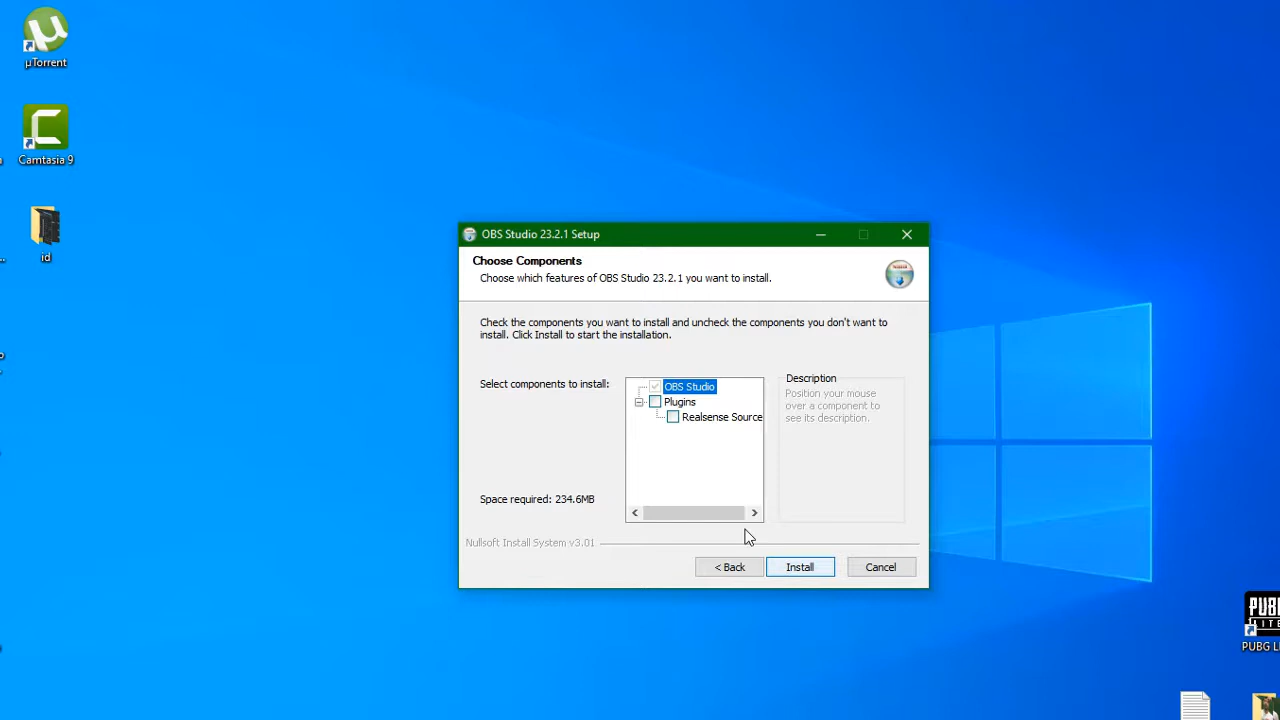 µTorrent
Camtasia 9
id
OBS Studio 23.2.1 Setup
Choose Components
Choose which features of OBS Studio 23.2.1 you want to install.
Check the components you want to install and uncheck the components you don't want to
install. Click Install to start the installation.
Select components to install:
OBS Studio
Plugins
Realsense Source
Description
Position your mouse
over a component to
see its description.
Space required: 234.6MB
Nullsoft Install System v3.01
< Back
Install
Cancel
PUBG
LITE
PUBG LI